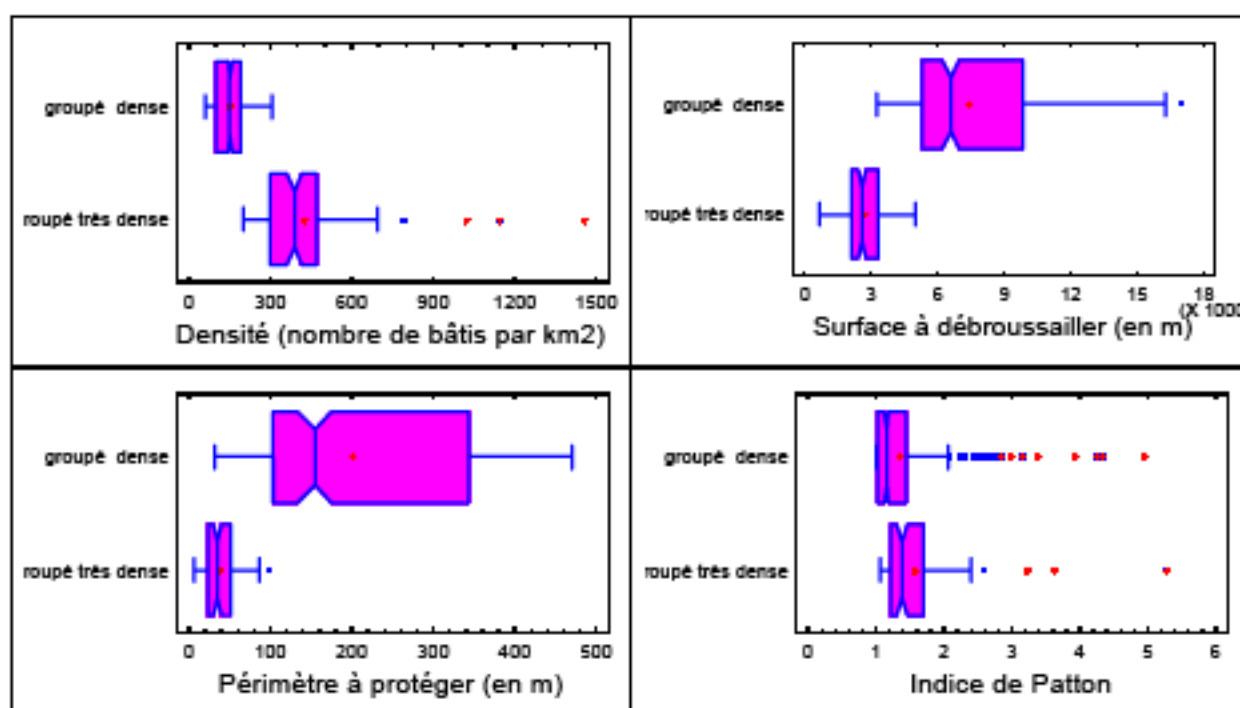 groupé dense
roupé très dense
0 300 600 900 1200 1500
Densité (nombre de bâtis par km2)
groupé dense
roupé très dense
0 3 6 9 12 15 18
(X 1000
Surface à débroussailler (en m)
groupé dense
roupé très dense
0 100 200 300 400 500
Périmètre à protéger (en m)
groupé dense
roupé très dense
0 1 2 3 4 5 6
Indice de Patton